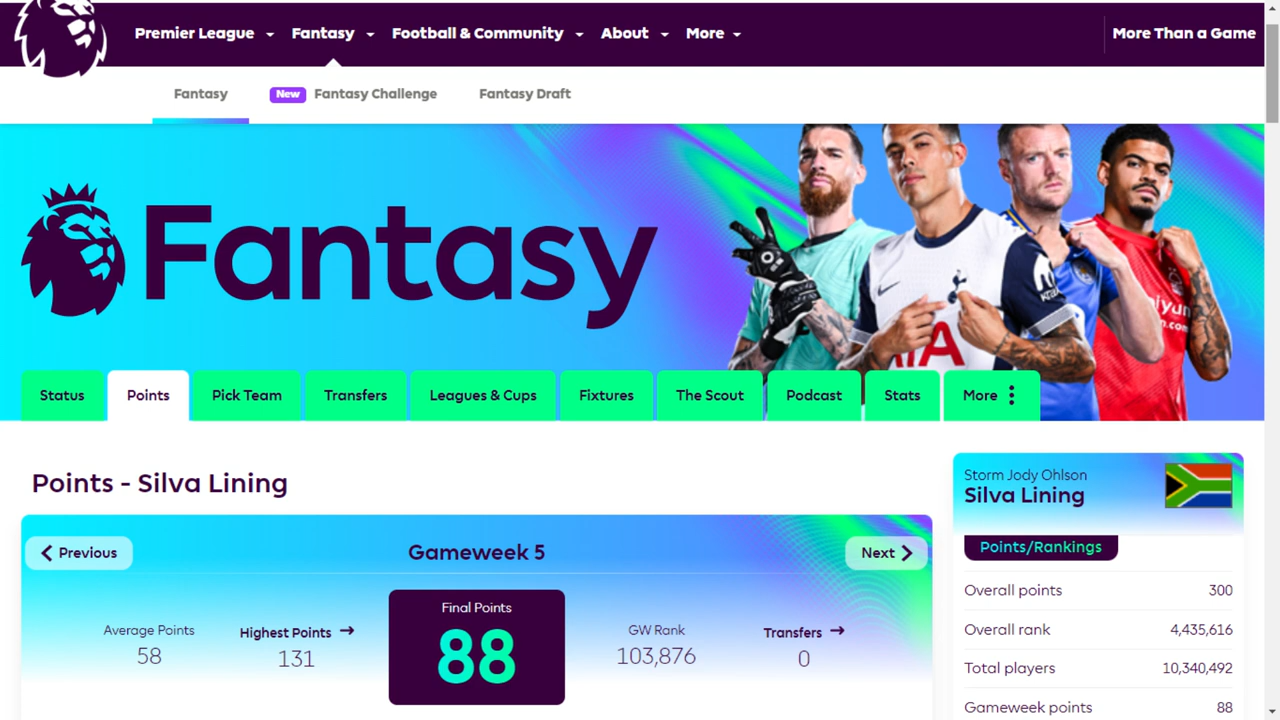 Premier League Fantasy Football & Community About More More Than a Game
Fantasy New Fantasy Challenge Fantasy Draft
Fantasy
AIA
Status Points Pick Team Transfers Leagues & Cups Fixtures The Scout Podcast Stats More
Points - Silva Lining
Storm Jody Ohlson
Silva Lining
Previous Gameweek 5 Next
Points/Rankings
Average Points
58
Highest Points →
131
Final Points
88
GW Rank
103,876
Transfers →
0
Overall points 300
Overall rank 4,435,616
Total players 10,340,492
Gameweek points 88